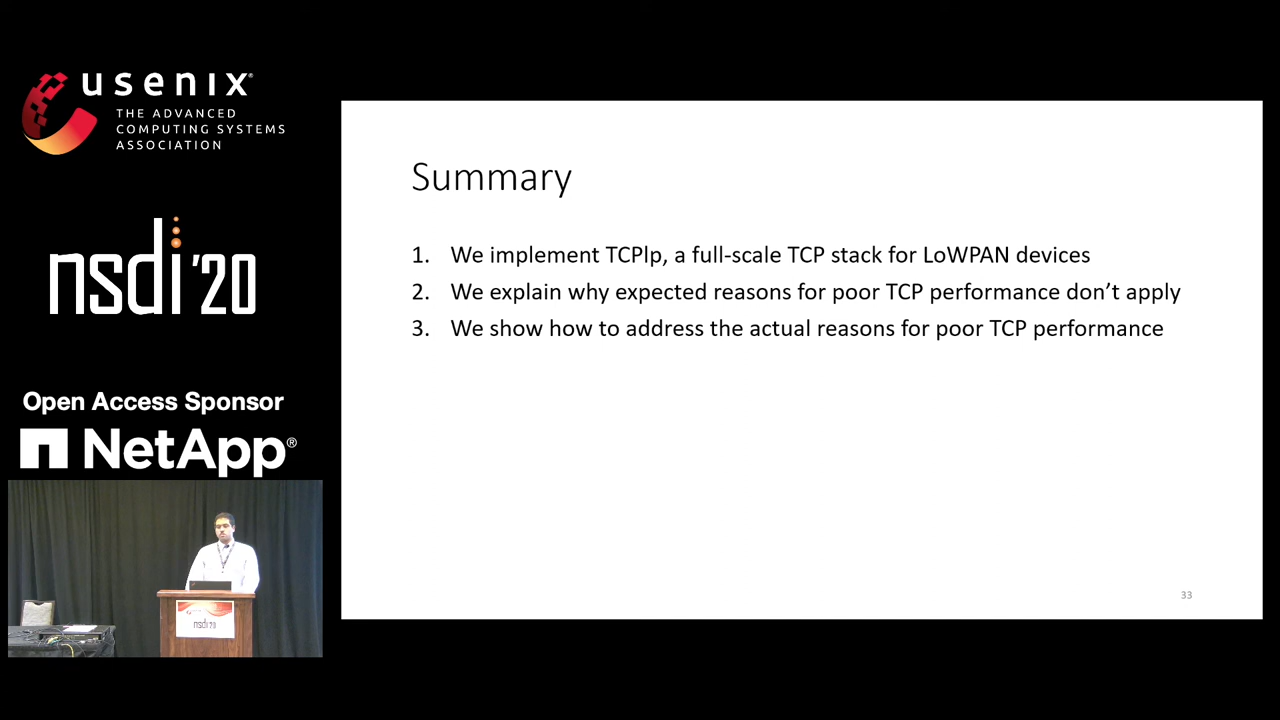 usenix®
THE ADVANCED
COMPUTING SYSTEMS
ASSOCIATION
nsdi '20
Open Access Sponsor
NetApp®
nsdi '20
Summary
1. We implement TCPlp, a full-scale TCP stack for LoWPAN devices
2. We explain why expected reasons for poor TCP performance don’t apply
3. We show how to address the actual reasons for poor TCP performance
33